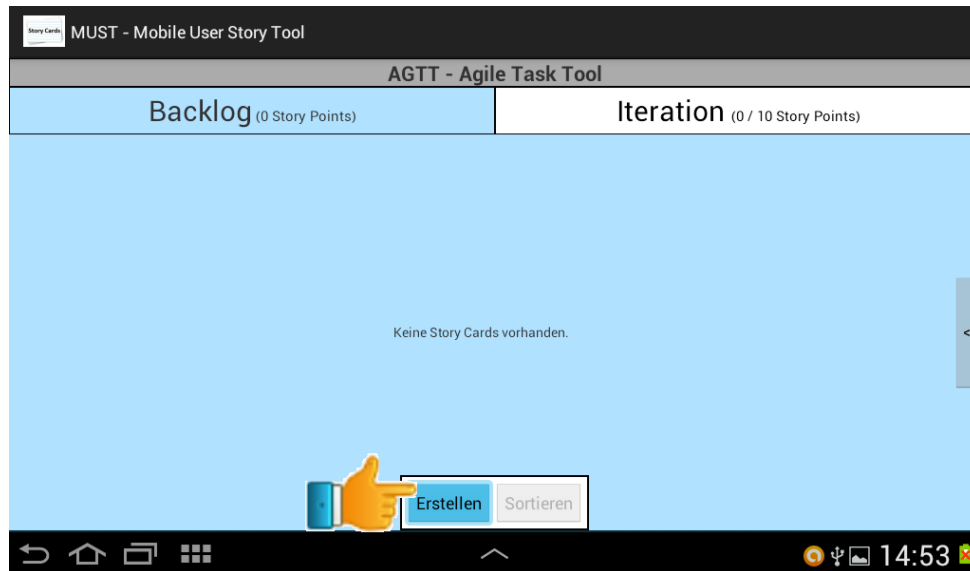 Story Cards
MUST - Mobile User Story Tool
AGTT - Agile Task Tool
Backlog (0 Story Points)
Iteration (0 / 10 Story Points)
<
Keine Story Cards vorhanden.
Erstellen
Sortieren
14:53